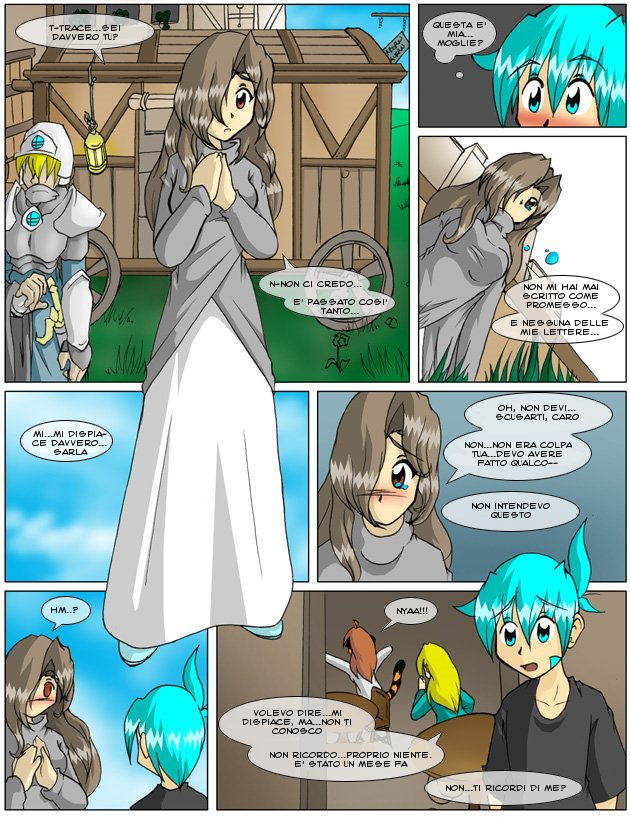 T-TRACE...SEI
DAVVERO TU?
N-NON CI CREDO...
E' PASSATO COSI'
TANTO...
QUESTA E'
MIA...
MOGLIE?
NON MI HAI MAI
SCRITTO COME
PROMESSO...
E NESSUNA DELLE
MIE LETTERE...
MI...MI DISPIA-
CE DAVVERO...
SARLA
OH, NON DEVI...
SCUSARTI, CARO
NON...NON ERA COLPA
TUA...DEVO AVERE
FATTO QUALCO--
NON INTENDEVO
QUESTO
HM..?
NYAA!!!
VOLEVO DIRE...MI
DISPIACE, MA...NON TI
CONOSCO
NON RICORDO...PROPRIO NIENTE.
E' STATO UN MESE FA
NON...TI RICORDI DI ME?